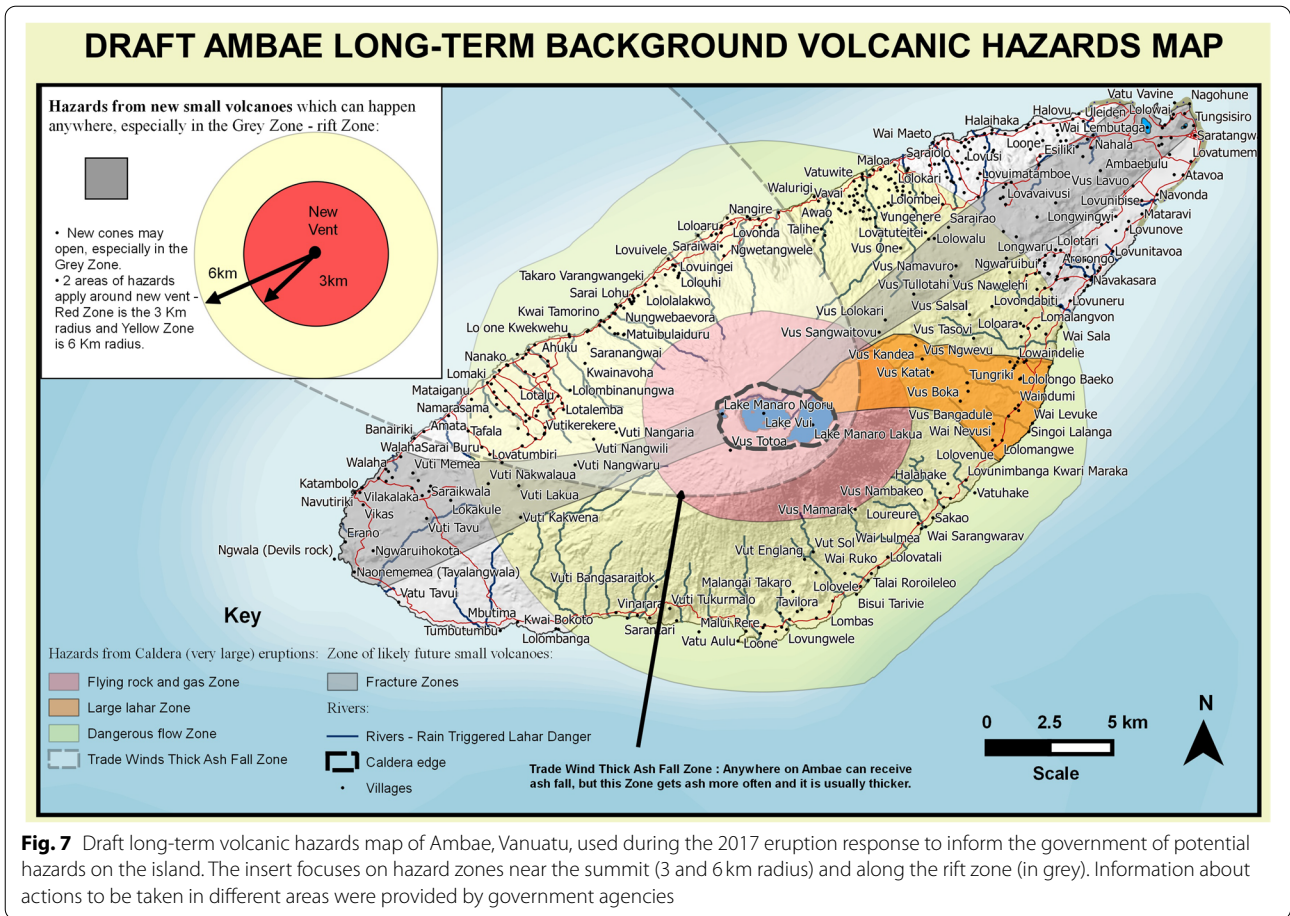 DRAFT AMBAE LONG-TERM BACKGROUND VOLCANIC HAZARDS MAP
Hazards from new small volcanoes which can happen
anywhere, especially in the Grey Zone - rift Zone:
New
Vent
6km
3km
• New cones may
open, especially in the
Grey Zone.
• 2 areas of hazards
apply around new vent -
Red Zone is the 3 Km
radius and Yellow Zone
is 6 Km radius.
Vatu Vavine
Nagohune
Halovu
Uleiden
Lolowai
Tungsisiro
Halaihaka
Wai Lembutaga
Saratangw
Wai Maeto
Loone
Esiliki
Nahala
Lovatumem
Saraiolo
Lovusi
Ambaebulu
Maloa
Lolokari
Lovuimatamboe
Vus Lavuo
Atavoa
Vatuwite
Lovavaivusi
Lovunibise
Navonda
Walurigi
Vavai
Lolombei
Nangire
Awao
Vungenere
Sarairao
Longwingwi
Mataravi
Loloaru
Lovonda
Talihe
Lovatuteitei
Lolowalu
Lovunove
Lovuivele
Saraiwai
Ngwetangwele
Vus One
Longwaru
Lolotari
Lovunitavoa
Takaro Varangwangeki
Lovuingei
Vus Namavuro
Ngwaruibui
Arorongo
Sarai Lohu
Lolouhi
Vus Tullotahi
Vus Nawelehi
Navakasara
Lololalakwo
Vus Salsal
Lovondabiti
Lovuneru
Kwai Tamorino
Nungwebaevora
Vus Lolokari
Loloara
Lomalangvon
Lo one Kwekwehu
Matuibulaiduru
Vus Sangwaitovu
Vus Tasovi
Wai Sala
Ahuku
Saranangwai
Vus Kandea
Vus Ngwevu
Lowaindelie
Nanako
Kwainavoha
Vus Katat
Tungriki
Lololongo Baeko
Lomaki
Lolombinanungwa
Vus Boka
Waindumi
Mataiganu
Lotalu
Lake Manaro Ngoru
Wai Levuke
Namarasama
Lotalemba
Lake Vui
Vus Bangadule
Singoi Lalanga
Banairiki
Amata
Tafala
Vutikerekere
Vuti Nangaria
Vus Totoa
Lake Manaro Lakua
Wai Nevusi
Lolomangwe
Walaha
Sarai Buru
Vuti Nangwili
Lolovenue
Walaha
Vuti Memea
Lovatumbiri
Vuti Nangwaru
Halahake
Lovunimbanga Kwari Maraka
Katambolo
Vuti Nakwalaua
Vus Nambakeo
Vatuhake
Navutiriki
Vilakalaka
Saraikwala
Vuti Lakua
Vus Mamarak
Loureure
Sakao
Vikas
Lokakule
Vuti Kakwena
Wai Lulmea
Wai Sarangwarav
Erano
Vuti Tavu
Vut Sol
Ngwala (Devils rock)
Ngwaruihokota
Vut Englang
Wai Ruko
Lolovatali
Naonememea (Tavalangwala)
Vuti Bangasaraitok
Malangai Takaro
Lolovele
Talai Roroileleo
Vatu Tavui
Vinarara
Vuti Tukurmalo
Tavilora
Bisui Tarivie
Mbutima
Kwai Bokoto
Sarantari
Malui Rere
Lombas
Tumbutumbu
Lolombanga
Vatu Aulu
Loone
Lovungwele
Key
Hazards from Caldera (very large) eruptions:
Flying rock and gas Zone
Large lahar Zone
Dangerous flow Zone
Trade Winds Thick Ash Fall Zone
Zone of likely future small volcanoes:
Fracture Zones
Rivers:
Rivers - Rain Triggered Lahar Danger
Caldera edge
Villages
Trade Wind Thick Ash Fall Zone : Anywhere on Ambae can receive
ash fall, but this Zone gets ash more often and it is usually thicker.
0 2.5 5 km
Scale
N
Fig. 7 Draft long-term volcanic hazards map of Ambae, Vanuatu, used during the 2017 eruption response to inform the government of potential
hazards on the island. The insert focuses on hazard zones near the summit (3 and 6 km radius) and along the rift zone (in grey). Information about
actions to be taken in different areas were provided by government agencies